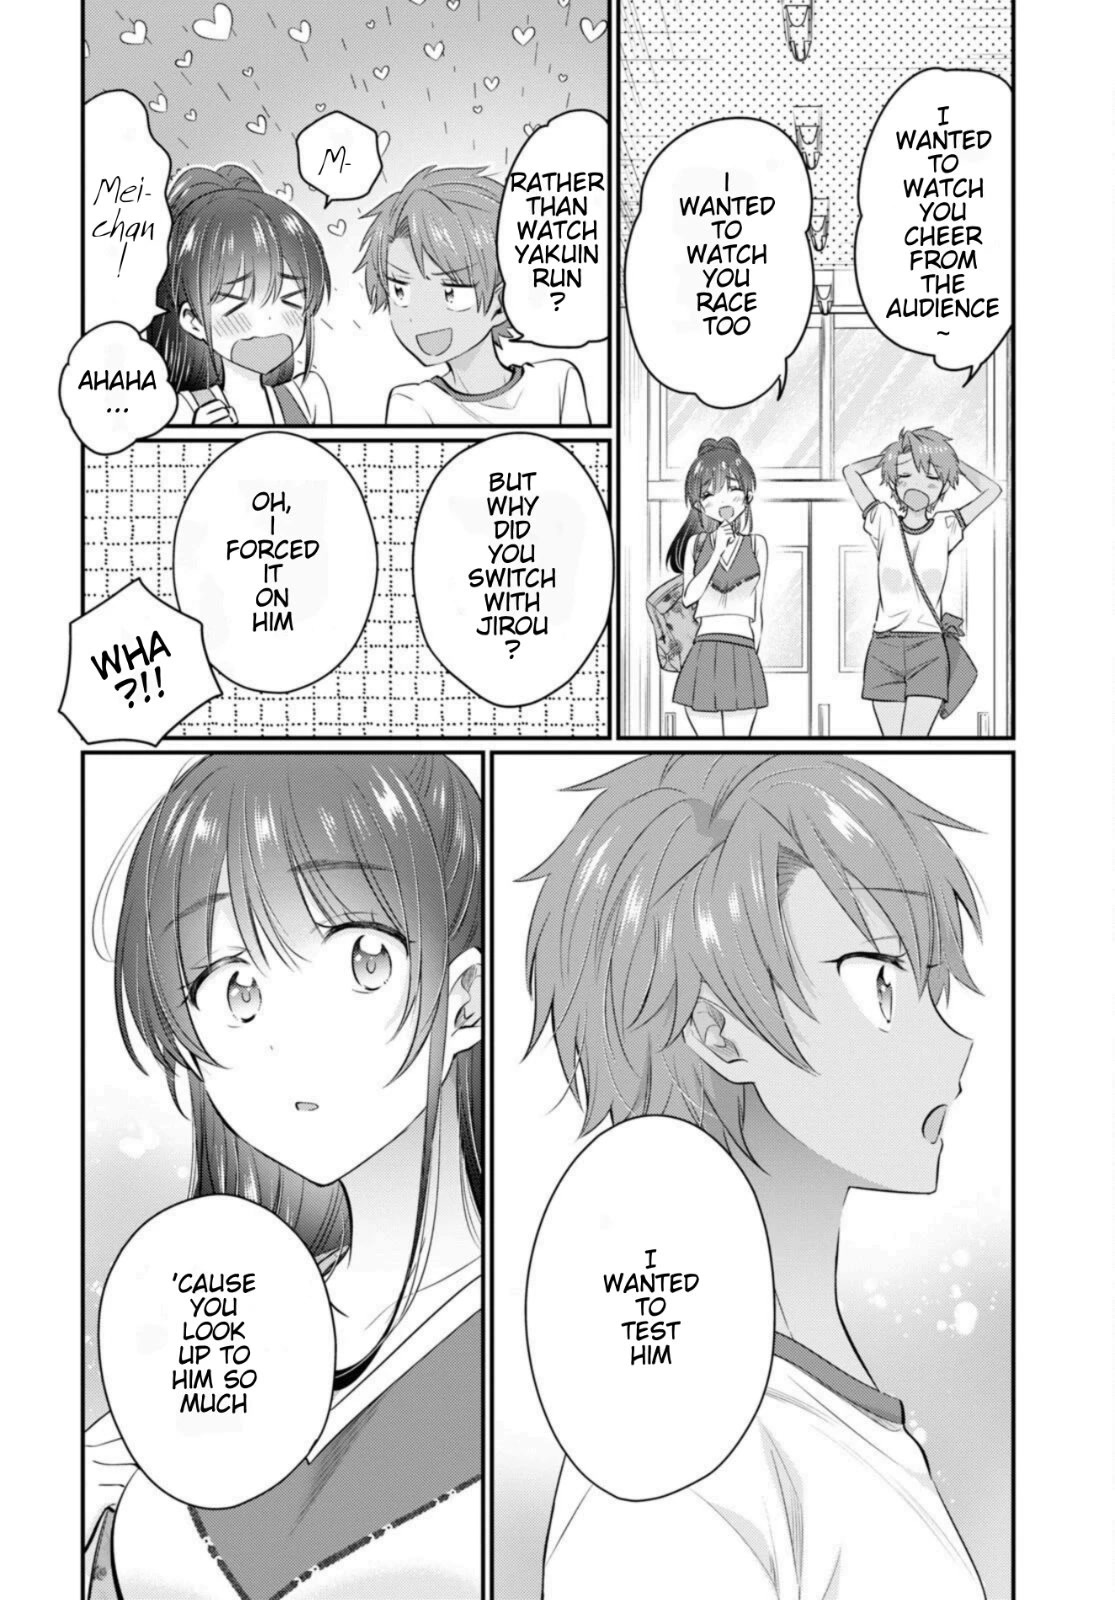 I
WANTED
TO
WATCH
YOU
CHEER
FROM
THE
AUDIENCE
~
I
WANTED
TO
WATCH
YOU
RACE
TOO
RATHER
THAN
WATCH
YAKUIN
RUN
?
M-
Mei-
chan
!
AHAHA
...
BUT
WHY
DID
YOU
SWITCH
WITH
JIROU
?
OH,
I
FORCED
IT
ON
HIM
WHA
?!!
I
WANTED
TO
TEST
HIM
'CAUSE
YOU
LOOK
UP TO
HIM SO
MUCH